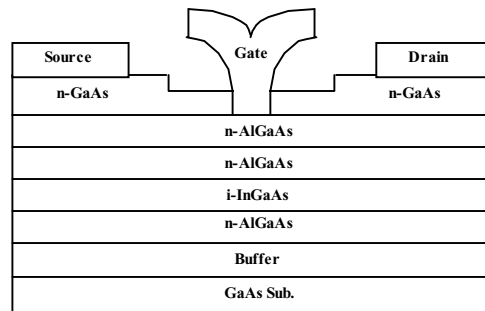 Source Gate Drain
n-GaAs n-GaAs
n-AlGaAs
n-AlGaAs
i-InGaAs
n-AlGaAs
Buffer
GaAs Sub.